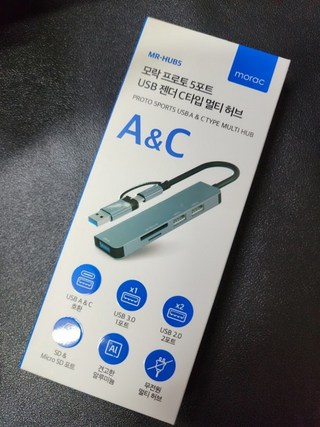 MR-HUB5
morac
모락 프로토 5포트
USB 젠더 C타입 멀티 허브
PROTO 5PORTS USB A & C TYPE MULTI HUB
A&C
USB A & C
호환
x1
USB 3.0
1포트
x2
USB 2.0
2포트
SD &
Micro SD 포트
AI
견고한
알루미늄
무전원
멀티 허브